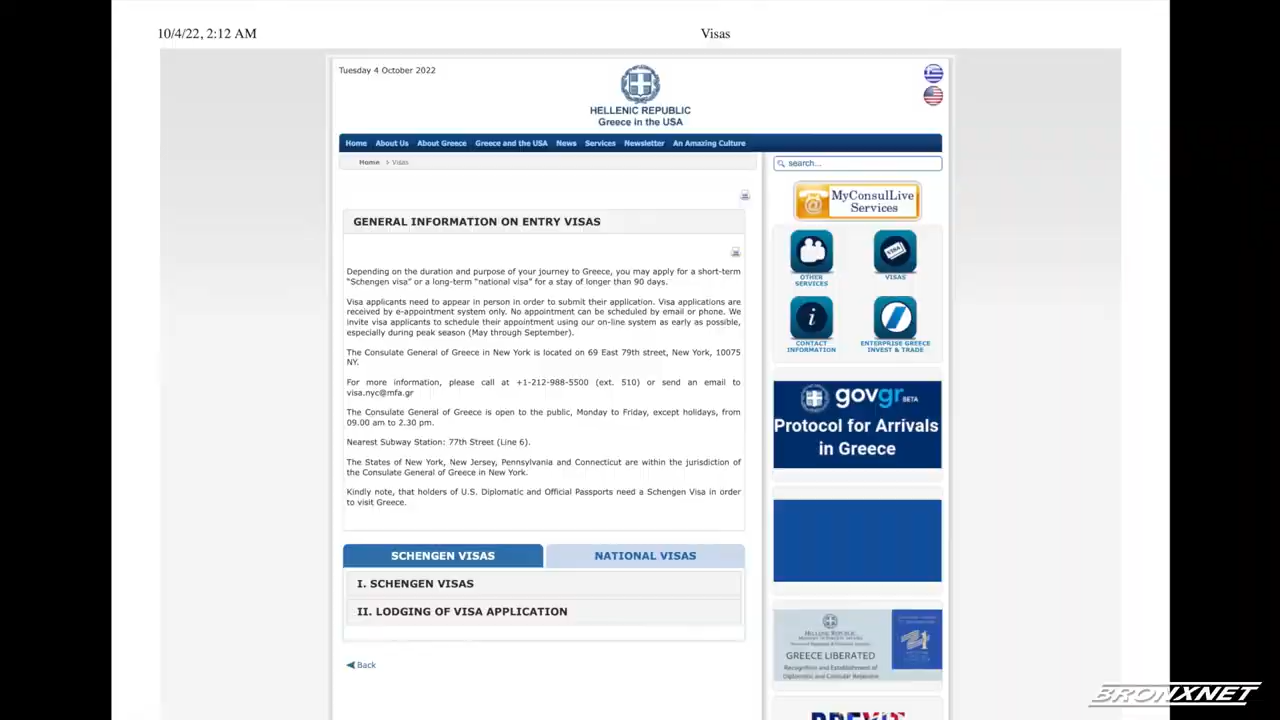 10/4/22, 2:12 AM
Visas
Tuesday 4 October 2022
HELLENIC REPUBLIC
Greece in the USA
Home About Us About Greece Greece and the USA News Services Newsletter An Amazing Culture
Home > Visas
search...
MyConsulLive
Services
GENERAL INFORMATION ON ENTRY VISAS
Depending on the duration and purpose of your journey to Greece, you may apply for a short-term
"Schengen visa" or a long-term "national visa" for a stay of longer than 90 days.
Visa applicants need to appear in person in order to submit their application. Visa applications are
received by e-appointment system only. No appointment can be scheduled by email or phone. We
invite visa applicants to schedule their appointment using our on-line system as early as possible,
especially during peak season (May through September).
The Consulate General of Greece in New York is located on 69 East 79th street, New York, 10075
NY.
For more information, please call at +1-212-988-5500 (ext. 510) or send an email to
visa.nyc@mfa.gr
The Consulate General of Greece is open to the public, Monday to Friday, except holidays, from
09.00 am to 2.30 pm.
Nearest Subway Station: 77th Street (Line 6).
The States of New York, New Jersey, Pennsylvania and Connecticut are within the jurisdiction of
the Consulate General of Greece in New York.
Kindly note, that holders of U.S. Diplomatic and Official Passports need a Schengen Visa in order
to visit Greece.
SCHENGEN VISAS
NATIONAL VISAS
I. SCHENGEN VISAS
II. LODGING OF VISA APPLICATION
Back
OTHER
SERVICES
VISA
VISAS
CONTACT
INFORMATION
ENTERPRISE GREECE
INVEST & TRADE
govgr BETA
Protocol for Arrivals
in Greece
HELLENIC REPUBLIC
GREECE LIBERATED
Recognition and Establishment of
Diplomatic and Consular Relations
BREXIT
BRONXNET